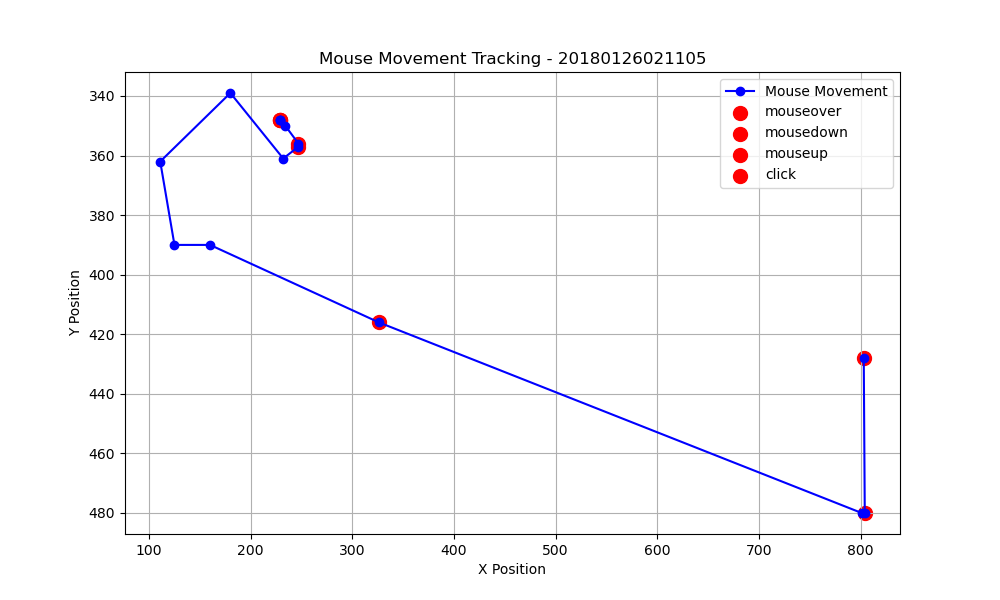 Mouse Movement Tracking - 20180126021105
Mouse Movement
mouseover
mousedown
mouseup
click
340
360
380
400
420
440
460
480
Y Position
100 200 300 400 500 600 700 800
X Position